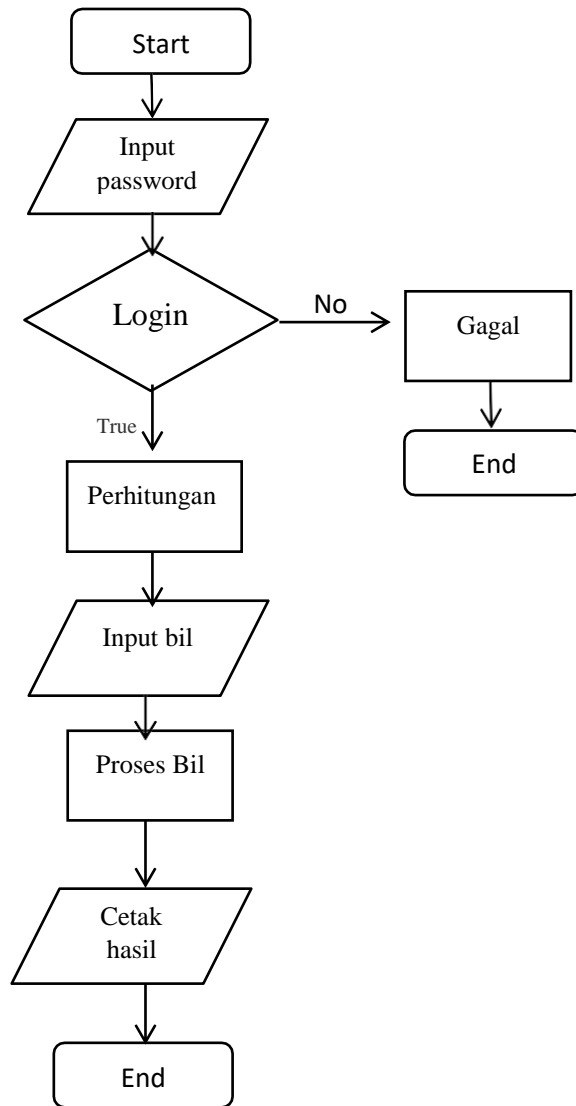 Start
Input
password
Login
No
Gagal
True
End
Perhitungan
Input bil
Proses Bil
Cetak
hasil
End